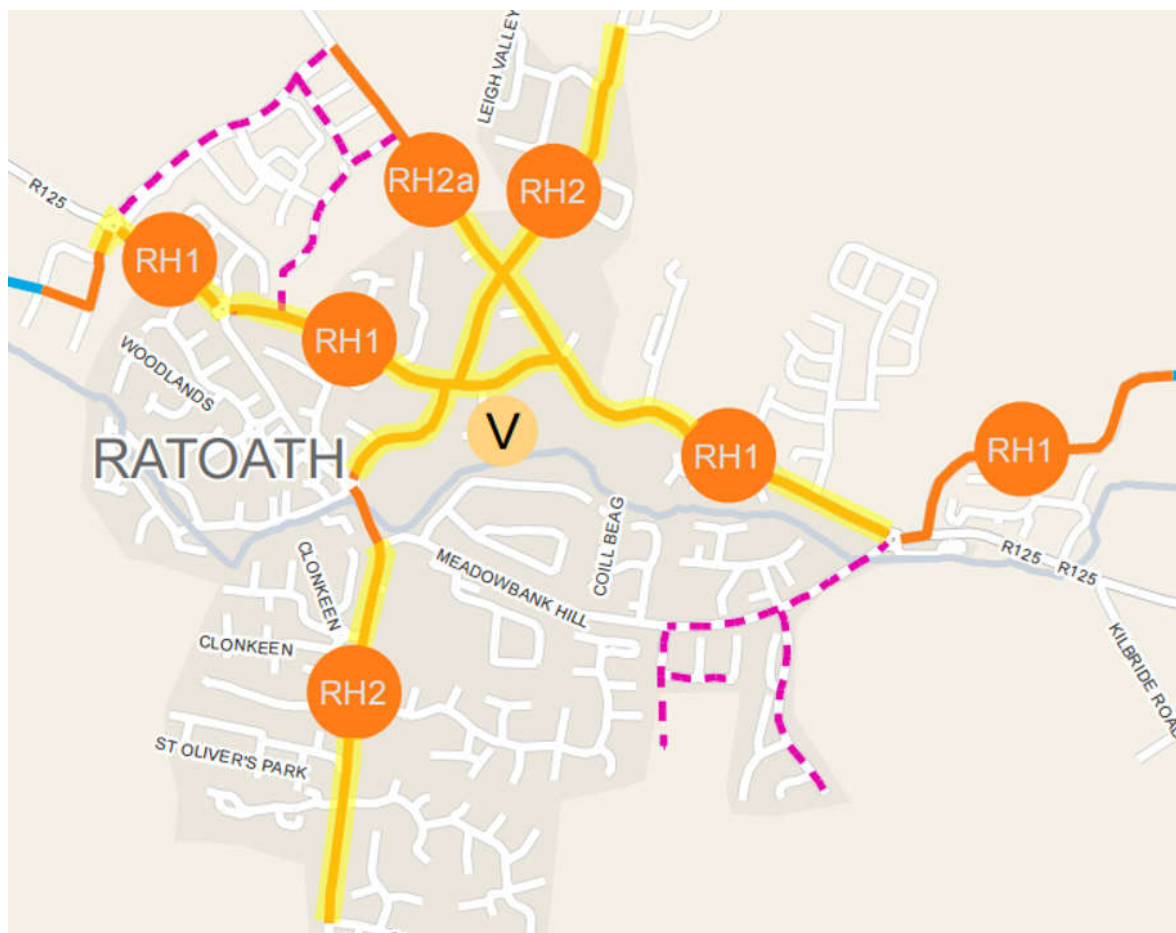 LEIGH VALLEY
RH2a
RH2
R125
RH1
RH1
WOODLANDS
V
RATOATH
RH1
RH1
COILL BEAG
CLONKEEN
MEADOWBANK HILL
R125
R125
CLONKEEN
KILBRIDE ROAD
RH2
ST OLIVER'S PARK